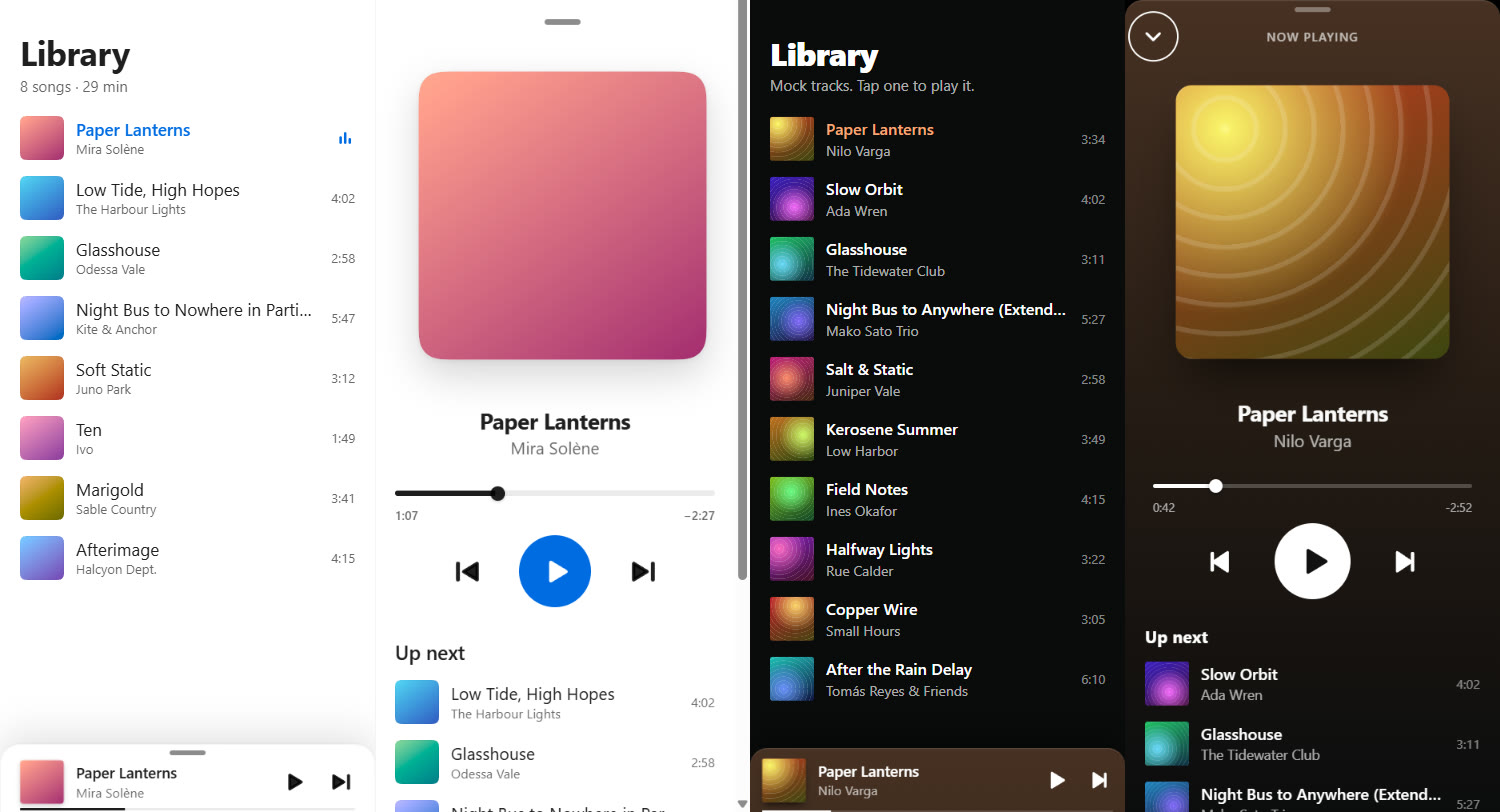 Library
8 songs · 29 min
Paper Lanterns
Mira Solène
Low Tide, High Hopes
The Harbour Lights
4:02
Glasshouse
Odessa Vale
2:58
Night Bus to Nowhere in Parti...
Kite & Anchor
5:47
Soft Static
Juno Park
3:12
Ten
Ivo
1:49
Marigold
Sable Country
3:41
Afterimage
Halcyon Dept.
4:15
Paper Lanterns
Mira Solène
Paper Lanterns
Mira Solène
1:07
−2:27
Up next
Low Tide, High Hopes
The Harbour Lights
4:02
Glasshouse
Odessa Vale
2:58
Night Bus to Nowhere in Par
Library
Mock tracks. Tap one to play it.
Paper Lanterns
Nilo Varga
3:34
Slow Orbit
Ada Wren
4:02
Glasshouse
The Tidewater Club
3:11
Night Bus to Anywhere (Extend...
Mako Sato Trio
5:27
Salt & Static
Juniper Vale
2:58
Kerosene Summer
Low Harbor
3:49
Field Notes
Ines Okafor
4:15
Halfway Lights
Rue Calder
3:22
Copper Wire
Small Hours
3:05
After the Rain Delay
Tomás Reyes & Friends
6:10
Paper Lanterns
Nilo Varga
NOW PLAYING
Paper Lanterns
Nilo Varga
0:42
-2:52
Up next
Slow Orbit
Ada Wren
4:02
Glasshouse
The Tidewater Club
3:11
Night Bus to Anywhere (Extend...
Mako Sato Trio
5:27